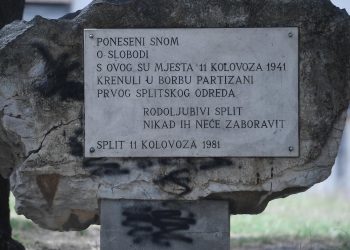 PONESENI SNOM
O SLOBODI
S OVOG SU MJESTA 11 KOLOVOZA 1941
KRENULI U BORBU PARTIZANI
PRVOG SPLITSKOG ODREDA
RODOLJUBIVI SPLIT
NIKAD IH NEĆE ZABORAVIT
SPLIT 11 KOLOVOZA 1981